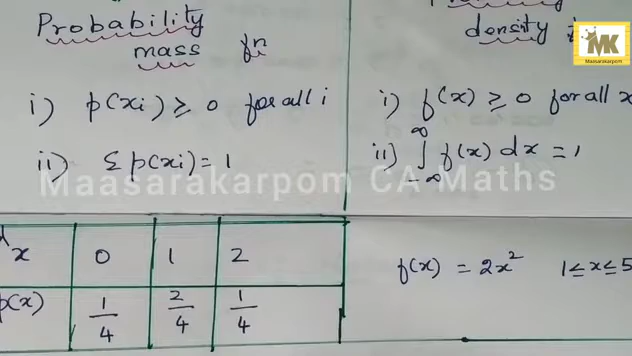 Probability
mass fn
i) p(xi) ≥ 0 for all i
ii) Σ p(xi) = 1
density
i) f(x) ≥ 0 for all x
ii) ∫_{-∞}^{∞} f(x) dx = 1
MK
Maasarakarpom
Maasarakarpom CA Maths
x 0 1 2
p(x) 1/4 2/4 1/4
f(x) = 2x² 1 ≤ x ≤ 5